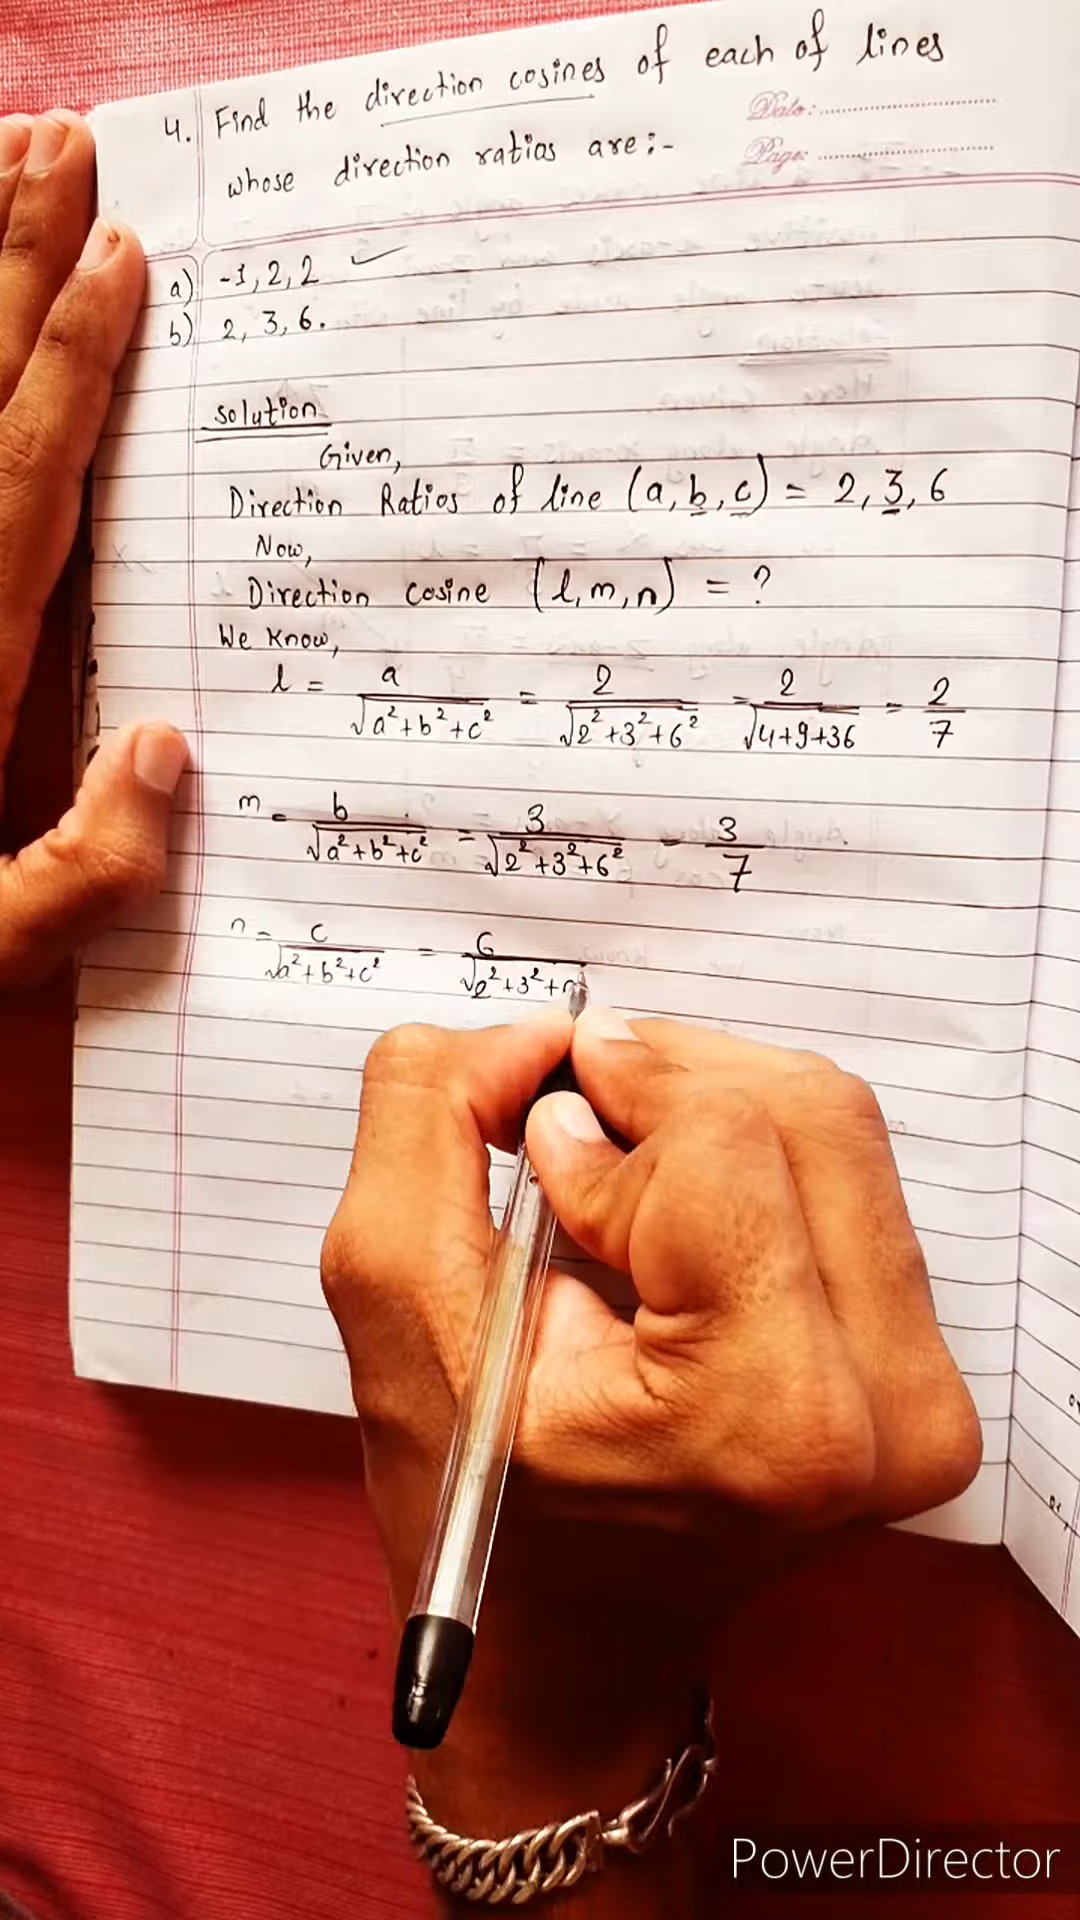 4. Find the direction cosines of each of lines
Date:
whose direction ratios are:-
Page:
a) -1, 2, 2 ✓
b) 2, 3, 6.
solution
Given,
Direction Ratios of line (a, b, c) = 2, 3, 6
Now,
Direction cosine (l, m, n) = ?
We Know,
l = a/√(a²+b²+c²) = 2/√(2²+3²+6²) = 2/√(4+9+36) = 2/7
m = b/√(a²+b²+c²) = 3/√(2²+3²+6²) = 3/7
n = c/√(a²+b²+c²) = 6/√(2²+3²+
PowerDirector